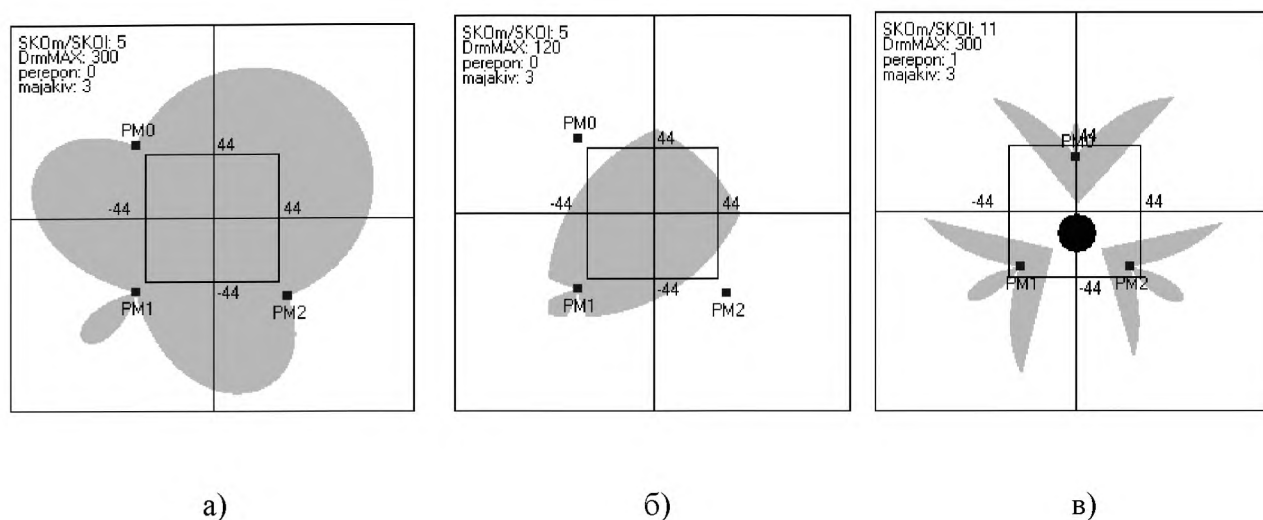 SKOm/SKOl: 5
DrmMAX: 300
perepon: 0
majakiv: 3
PM0
44
-44
44
-44
PM1
PM2
а)
SKOm/SKOl: 5
DrmMAX: 120
perepon: 0
majakiv: 3
PM0
44
-44
44
-44
PM1
PM2
б)
SKOm/SKOl: 11
DrmMAX: 300
perepon: 1
majakiv: 3
44
PM0
-44
44
PM1
-44
PM2
в)